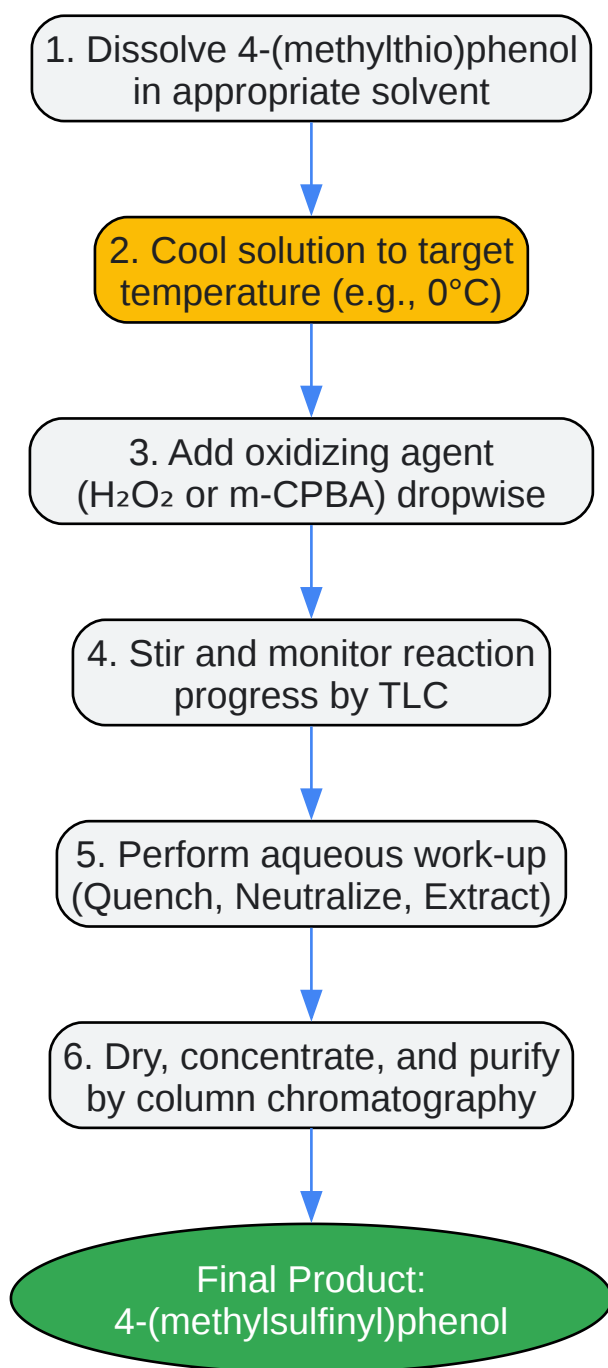 1. Dissolve 4-(methylthio)phenol
in appropriate solvent
2. Cool solution to target
temperature (e.g., 0°C)
3. Add oxidizing agent
(H₂O₂ or m-CPBA) dropwise
4. Stir and monitor reaction
progress by TLC
5. Perform aqueous work-up
(Quench, Neutralize, Extract)
6. Dry, concentrate, and purify
by column chromatography
Final Product:
4-(methylsulfinyl)phenol